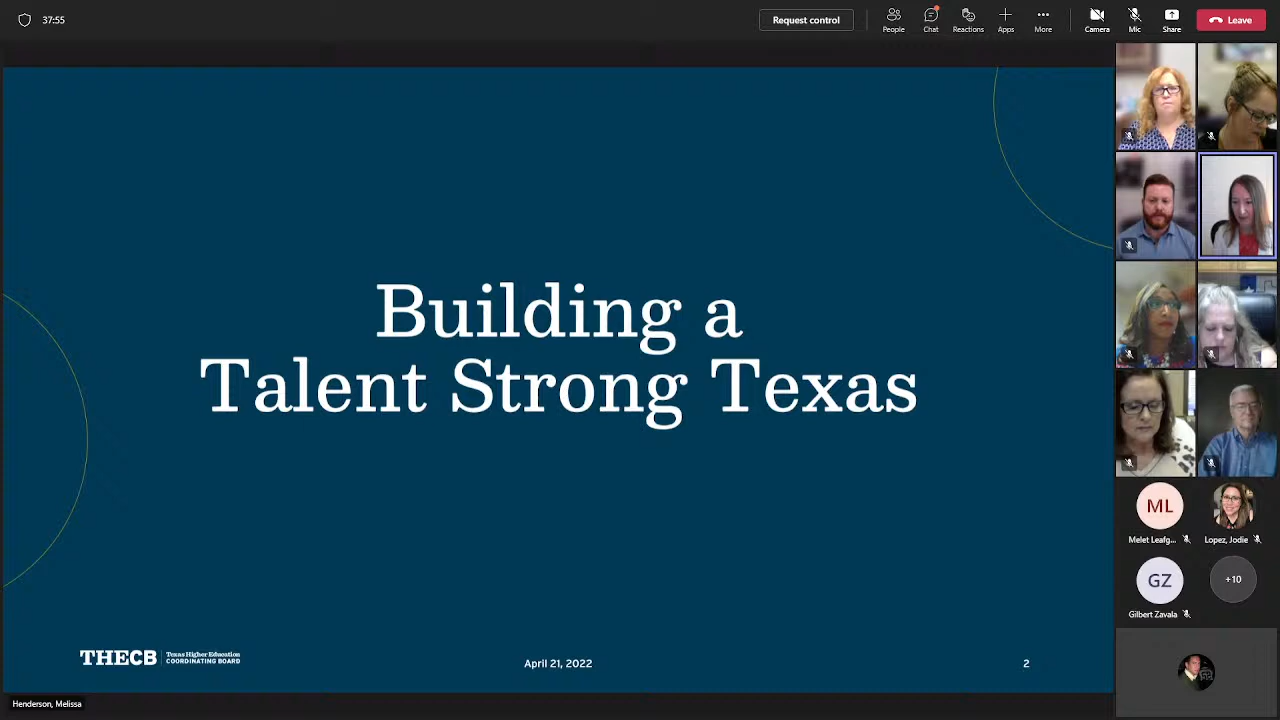 37:55
Request control
People
Chat
Reactions
Apps
More
Camera
Mic
Share
Leave
Building a
Talent Strong Texas
ML
Melet Leafg...
Lopez, Jodie
GZ
Gilbert Zavala
+10
THECB
Texas Higher Education
COORDINATING BOARD
April 21, 2022
2
Henderson, Melissa